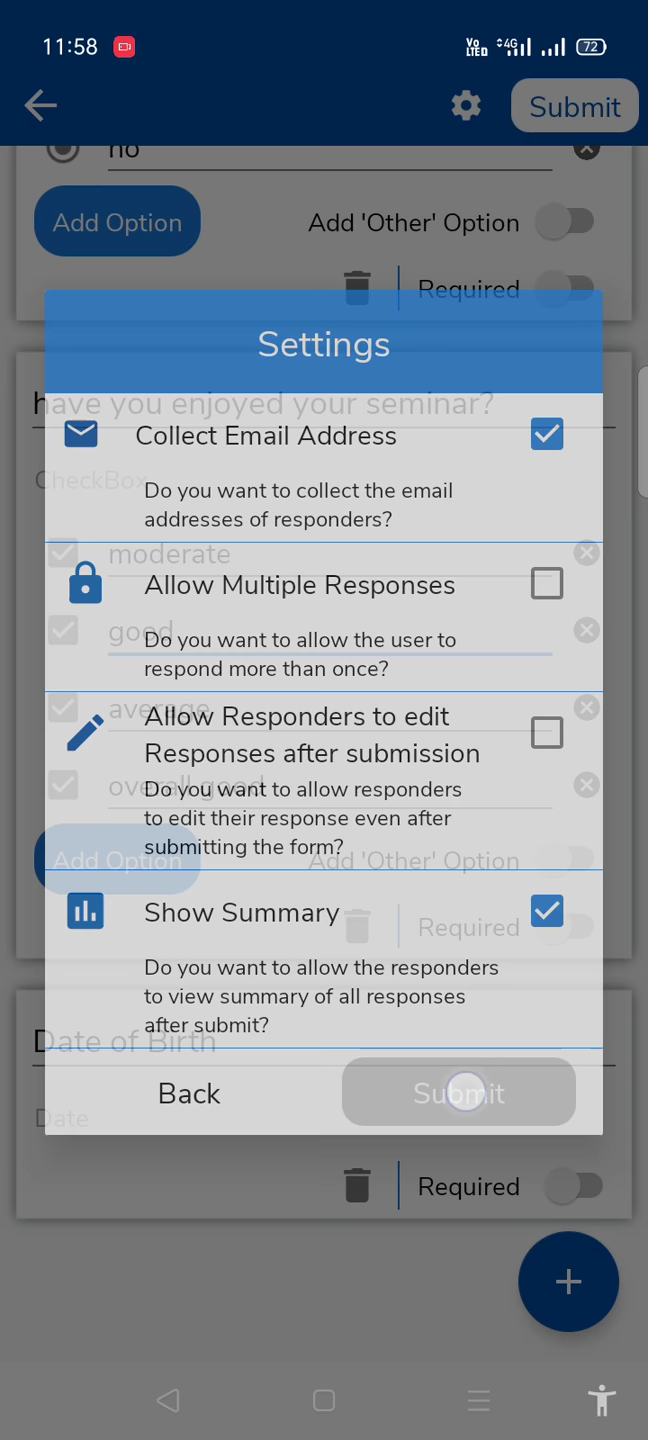 11:58
Vo LTE 4G 72
Submit
no
Add Option
Add 'Other' Option
Required
Settings
have you enjoyed your seminar?
Collect Email Address
CheckBox
Do you want to collect the email
addresses of responders?
moderate
Allow Multiple Responses
good
Do you want to allow the user to
respond more than once?
average
Allow Responders to edit
Responses after submission
overall good
Do you want to allow responders
to edit their response even after
submitting the form?
Add Option
Add 'Other' Option
Show Summary
Required
Do you want to allow the responders
to view summary of all responses
after submit?
Date of Birth
Back
Submit
Date
Required